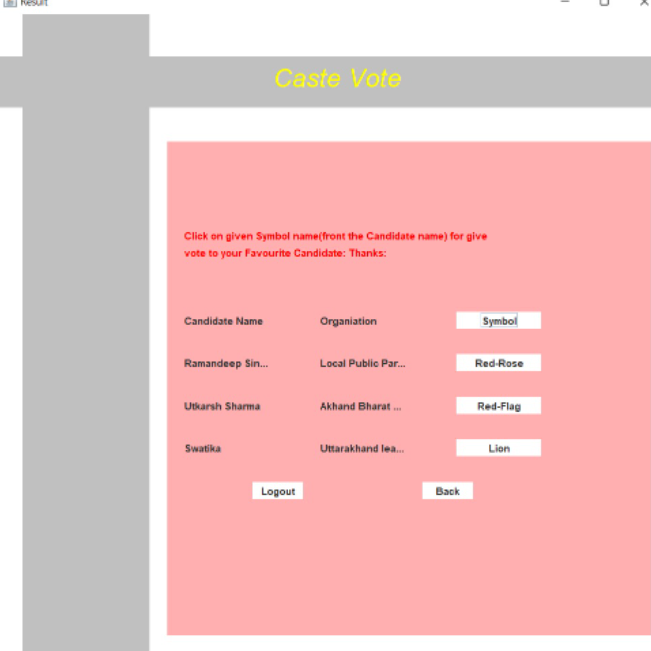 Result
Caste Vote
Click on given Symbol name(front the Candidate name) for give
vote to your Favourite Candidate: Thanks:
Candidate Name Organiation Symbol
Ramandeep Sin... Local Public Par... Red-Rose
Utkarsh Sharma Akhand Bharat ... Red-Flag
Swatika Uttarakhand lea... Lion
Logout Back